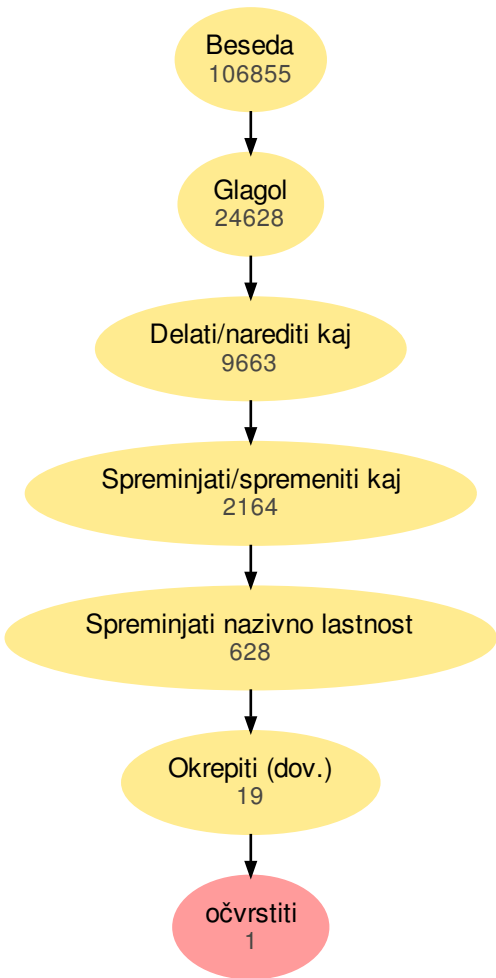 Beseda
106855
Glagol
24628
Delati/narediti kaj
9663
Spreminjati/spremeniti kaj
2164
Spreminjati nazivno lastnost
628
Okrepiti (dov.)
19
očvrstiti
1